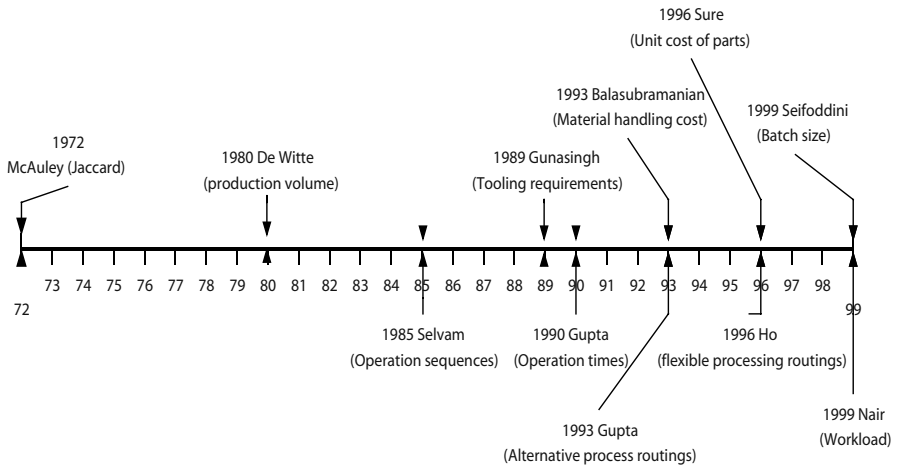 1996 Sure
(Unit cost of parts)
1993 Balasubramanian
(Material handling cost)
1999 Seifoddini
(Batch size)
1972
McAuley (Jaccard)
1980 De Witte
(production volume)
1989 Gunasingh
(Tooling requirements)
73 74 75 76 77 78 79 80 81 82 83 84 85 86 87 88 89 90 91 92 93 94 95 96 97 98
72 99
1985 Selvam
(Operation sequences)
1990 Gupta
(Operation times)
1996 Ho
(flexible processing routings)
1993 Gupta
(Alternative process routings)
1999 Nair
(Workload)